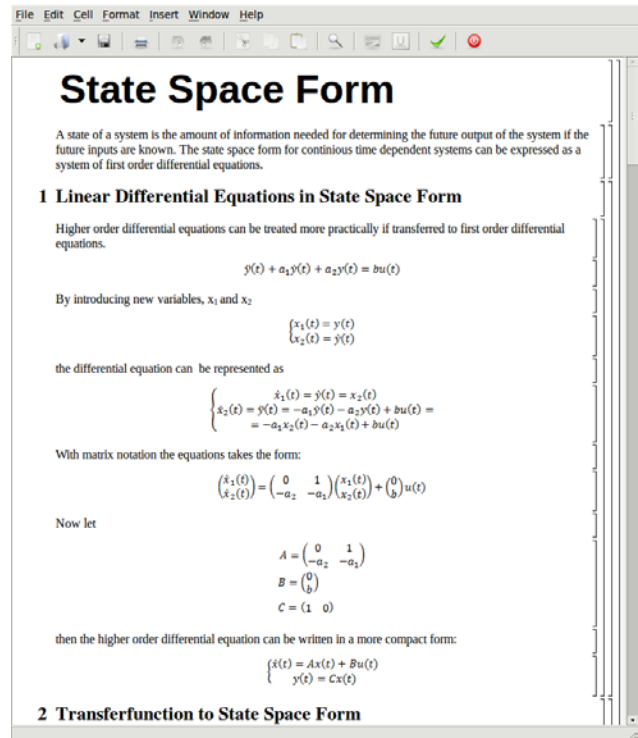 File Edit Cell Format Insert Window Help
State Space Form
A state of a system is the amount of information needed for determining the future output of the system if the
future inputs are known. The state space form for continious time dependent systems can be expressed as a
system of first order differential equations.
1 Linear Differential Equations in State Space Form
Higher order differential equations can be treated more practically if transferred to first order differential
equations.
ÿ(t) + a₁ẏ(t) + a₂y(t) = bu(t)
By introducing new variables, x₁ and x₂
{x₁(t) = y(t)
x₂(t) = ẏ(t)
the differential equation can be represented as
{ẋ₁(t) = ẏ(t) = x₂(t)
ẋ₂(t) = ÿ(t) = −a₁ẏ(t) − a₂y(t) + bu(t) =
= −a₁x₂(t) − a₂x₁(t) + bu(t)
With matrix notation the equations takes the form:
(ẋ₁(t) ẋ₂(t)) = (0 1 −a₂ −a₁)(x₁(t) x₂(t)) + (0 b)u(t)
Now let
A = (0 1 −a₂ −a₁)
B = (0 b)
C = (1 0)
then the higher order differential equation can be written in a more compact form:
{ẋ(t) = Ax(t) + Bu(t)
y(t) = Cx(t)
2 Transferfunction to State Space Form